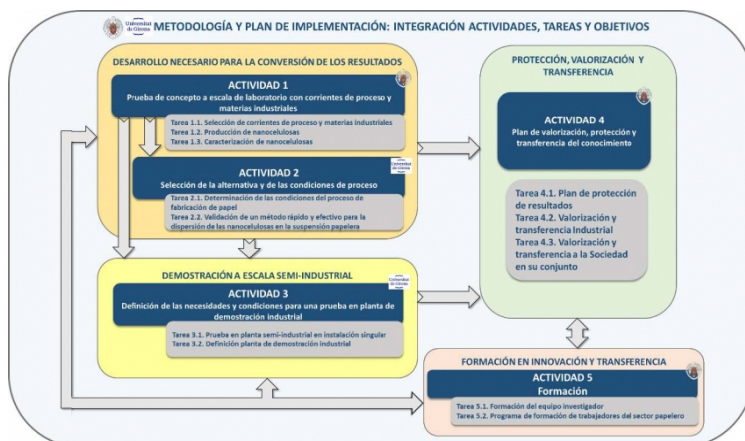 Universitat
de Girona
METODOLOGÍA Y PLAN DE IMPLEMENTACIÓN: INTEGRACIÓN ACTIVIDADES, TAREAS Y OBJETIVOS
DESARROLLO NECESARIO PARA LA CONVERSIÓN DE LOS RESULTADOS
ACTIVIDAD 1
Prueba de concepto a escala de laboratorio con corrientes de proceso y
materias industriales
Tarea 1.1. Selección de corrientes de proceso y materias industriales
Tarea 1.2. Producción de nanocelulosas
Tarea 1.3. Caracterización de nanocelulosas
Universitat
de Girona
ACTIVIDAD 2
Selección de la alternativa y de las condiciones de proceso
Tarea 2.1. Determinación de las condiciones del proceso de
fabricación de papel
Tarea 2.2. Validación de un método rápido y efectivo para la
dispersión de las nanocelulosas en la suspensión papelera
DEMOSTRACIÓN A ESCALA SEMI-INDUSTRIAL
Universitat
de Girona
ACTIVIDAD 3
Definición de las necesidades y condiciones para una prueba en planta de
demostración industrial
Tarea 3.1. Prueba en planta semi-industrial en instalación singular
Tarea 3.2. Definición planta de demostración industrial
PROTECCIÓN, VALORIZACIÓN Y
TRANSFERENCIA
ACTIVIDAD 4
Plan de valorización, protección y
transferencia del conocimiento
Tarea 4.1. Plan de protección
de resultados
Tarea 4.2. Valorización y
transferencia Industrial
Tarea 4.3. Valorización y
transferencia a la Sociedad
en su conjunto
FORMACIÓN EN INNOVACIÓN Y TRANSFERENCIA
ACTIVIDAD 5
Formación
Tarea 5.1. Formación del equipo investigador
Tarea 5.2. Programa de formación de trabajadores del sector papelero